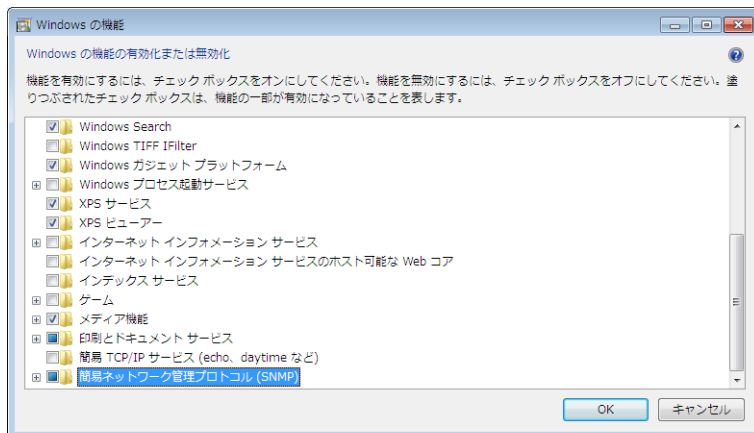 Windows の機能
Windows の機能の有効化または無効化
機能を有効にするには、チェック ボックスをオンにしてください。機能を無効にするには、チェック ボックスをオフにしてください。塗
りつぶされたチェック ボックスは、機能の一部が有効になっていることを表します。
Windows Search
Windows TIFF IFilter
Windows ガジェット プラットフォーム
Windows プロセス起動サービス
XPS サービス
XPS ビューアー
インターネット インフォメーション サービス
インターネット インフォメーション サービスのホスト可能な Web コア
インデックス サービス
ゲーム
メディア機能
印刷とドキュメント サービス
簡易 TCP/IP サービス (echo、daytime など)
簡易ネットワーク管理プロトコル (SNMP)
OK キャンセル